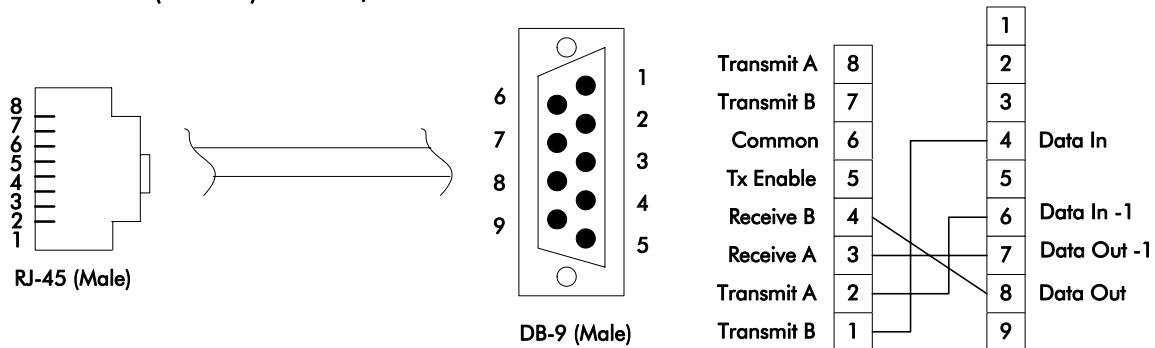 8
7
6
5
4
3
2
1
RJ-45 (Male)
6
7
8
9
1
2
3
4
5
DB-9 (Male)
Transmit A 8
Transmit B 7
Common 6
Tx Enable 5
Receive B 4
Receive A 3
Transmit A 2
Transmit B 1
1
2
3
4 Data In
5
6 Data In -1
7 Data Out -1
8 Data Out
9